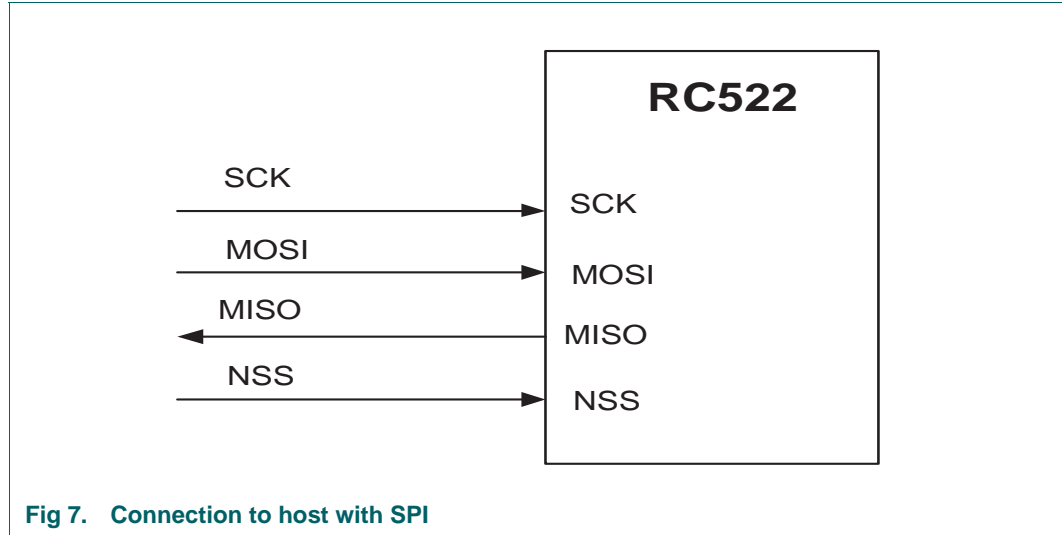 RC522
SCK
SCK
MOSI
MOSI
MISO
MISO
NSS
NSS
Fig 7. Connection to host with SPI